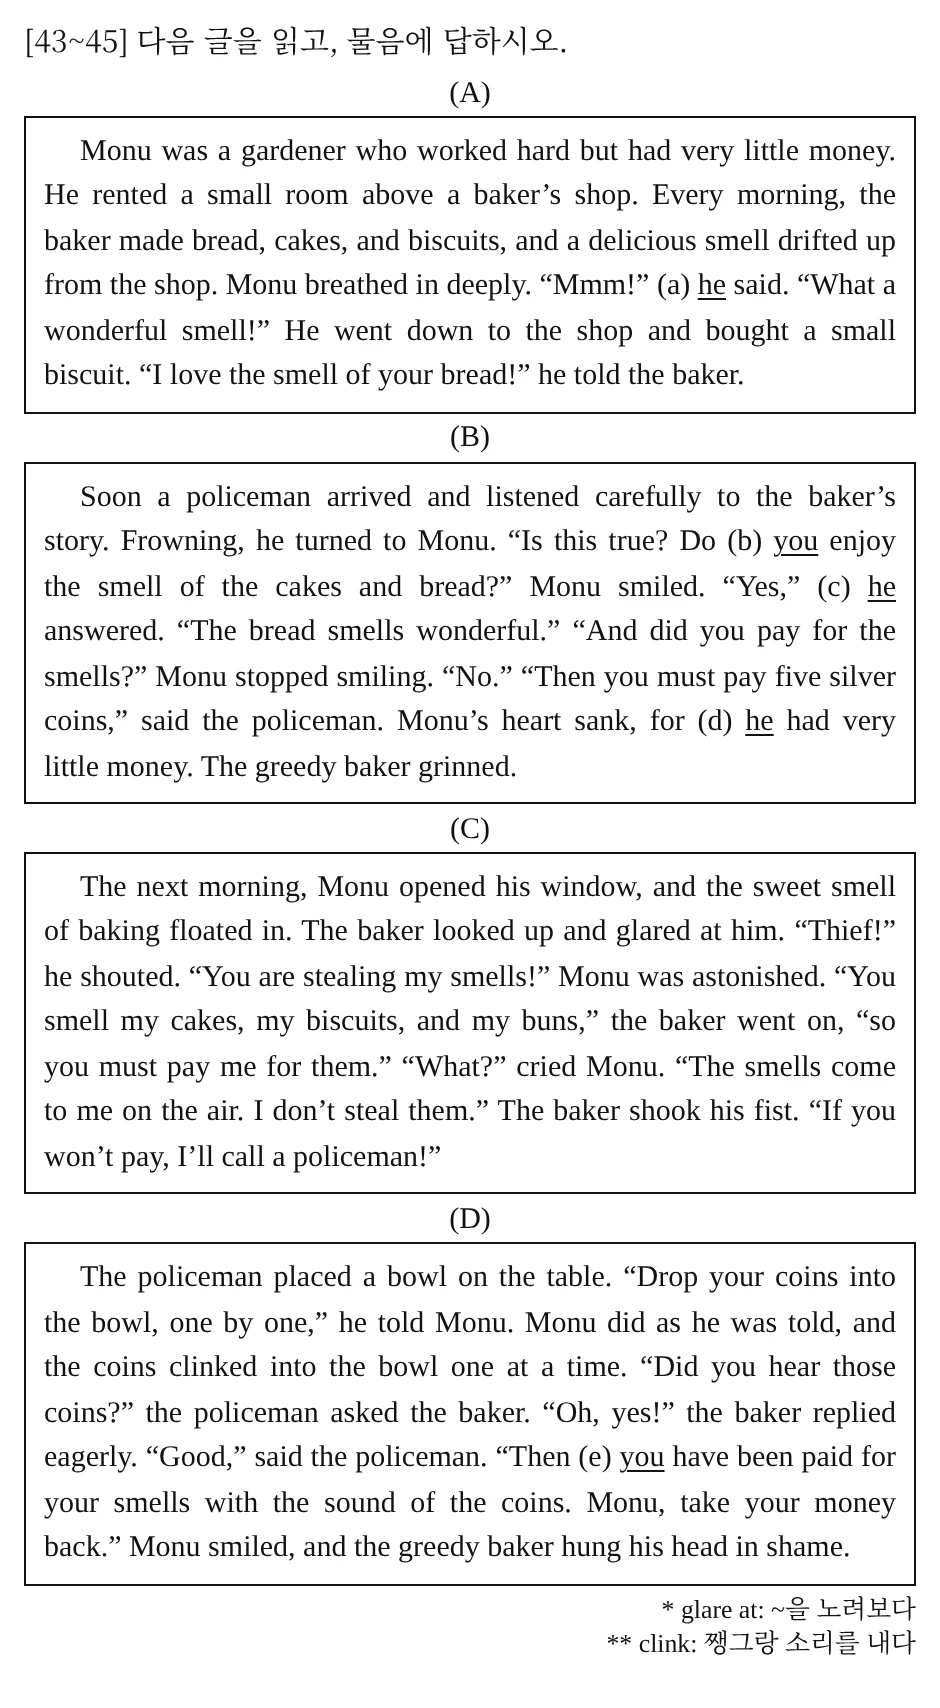 [43~45] 다음 글을 읽고, 물음에 답하시오.
(A)
Monu was a gardener who worked hard but had very little money.
He rented a small room above a baker’s shop. Every morning, the
baker made bread, cakes, and biscuits, and a delicious smell drifted up
from the shop. Monu breathed in deeply. “Mmm!” (a) he said. “What a
wonderful smell!” He went down to the shop and bought a small
biscuit. “I love the smell of your bread!” he told the baker.
(B)
Soon a policeman arrived and listened carefully to the baker’s
story. Frowning, he turned to Monu. “Is this true? Do (b) you enjoy
the smell of the cakes and bread?” Monu smiled. “Yes,” (c) he
answered. “The bread smells wonderful.” “And did you pay for the
smells?” Monu stopped smiling. “No.” “Then you must pay five silver
coins,” said the policeman. Monu’s heart sank, for (d) he had very
little money. The greedy baker grinned.
(C)
The next morning, Monu opened his window, and the sweet smell
of baking floated in. The baker looked up and glared at him. “Thief!”
he shouted. “You are stealing my smells!” Monu was astonished. “You
smell my cakes, my biscuits, and my buns,” the baker went on, “so
you must pay me for them.” “What?” cried Monu. “The smells come
to me on the air. I don’t steal them.” The baker shook his fist. “If you
won’t pay, I’ll call a policeman!”
(D)
The policeman placed a bowl on the table. “Drop your coins into
the bowl, one by one,” he told Monu. Monu did as he was told, and
the coins clinked into the bowl one at a time. “Did you hear those
coins?” the policeman asked the baker. “Oh, yes!” the baker replied
eagerly. “Good,” said the policeman. “Then (e) you have been paid for
your smells with the sound of the coins. Monu, take your money
back.” Monu smiled, and the greedy baker hung his head in shame.
* glare at: ~을 노려보다
** clink: 쨍그랑 소리를 내다